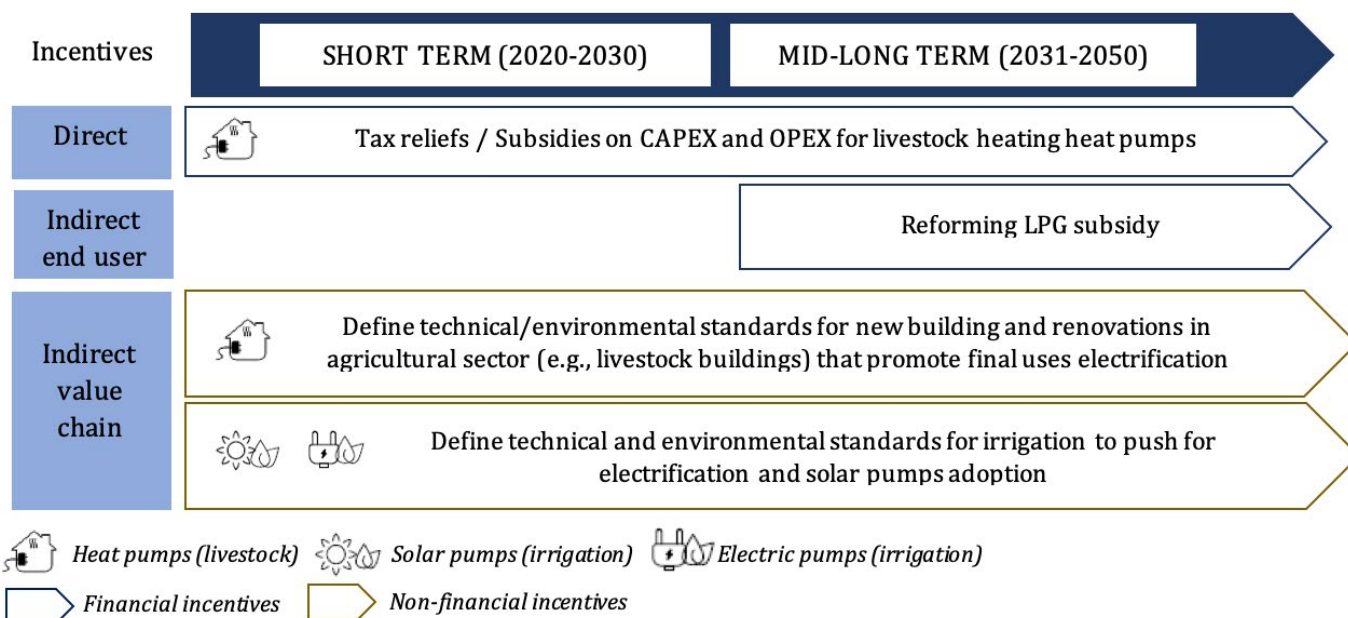 Incentives
SHORT TERM (2020-2030)
MID-LONG TERM (2031-2050)
Direct
Tax reliefs / Subsidies on CAPEX and OPEX for livestock heating heat pumps
Indirect
end user
Reforming LPG subsidy
Indirect
value
chain
Define technical/environmental standards for new building and renovations in
agricultural sector (e.g., livestock buildings) that promote final uses electrification
Define technical and environmental standards for irrigation to push for
electrification and solar pumps adoption
Heat pumps (livestock)
Solar pumps (irrigation)
Electric pumps (irrigation)
Financial incentives
Non-financial incentives